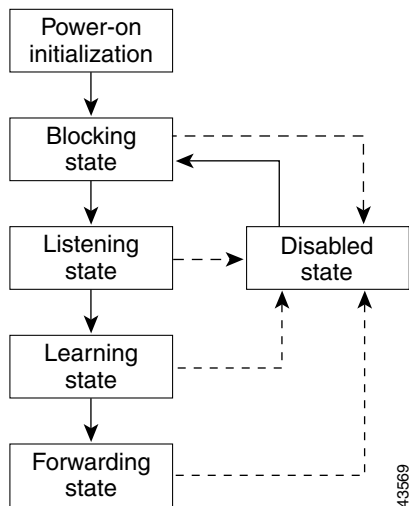 Power-on
initialization
Blocking
state
Listening
state
Disabled
state
Learning
state
Forwarding
state
43569